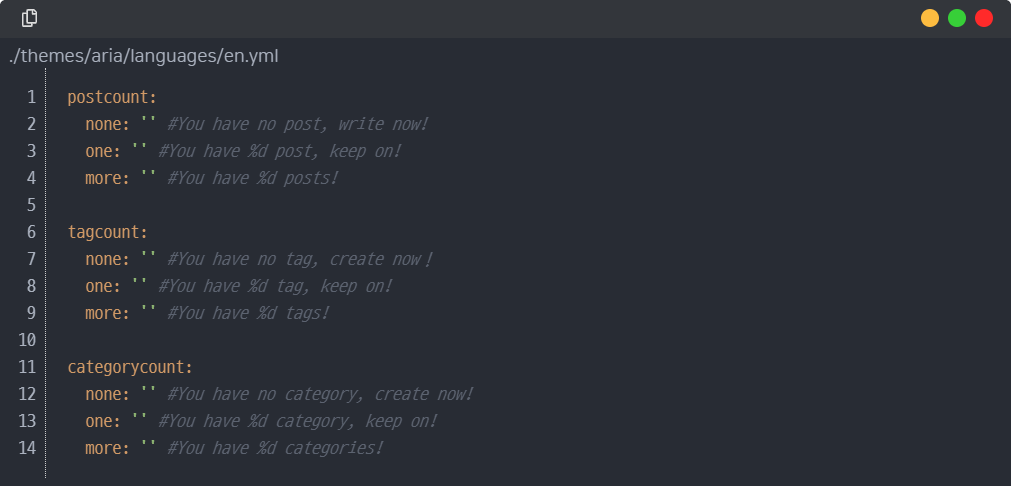 ./themes/aria/languages/en.yml
1 postcount:
2   none: '' #You have no post, write now!
3   one: '' #You have %d post, keep on!
4   more: '' #You have %d posts!
5
6 tagcount:
7   none: '' #You have no tag, create now！
8   one: '' #You have %d tag, keep on!
9   more: '' #You have %d tags!
10
11 categorycount:
12   none: '' #You have no category, create now!
13   one: '' #You have %d category, keep on!
14   more: '' #You have %d categories!